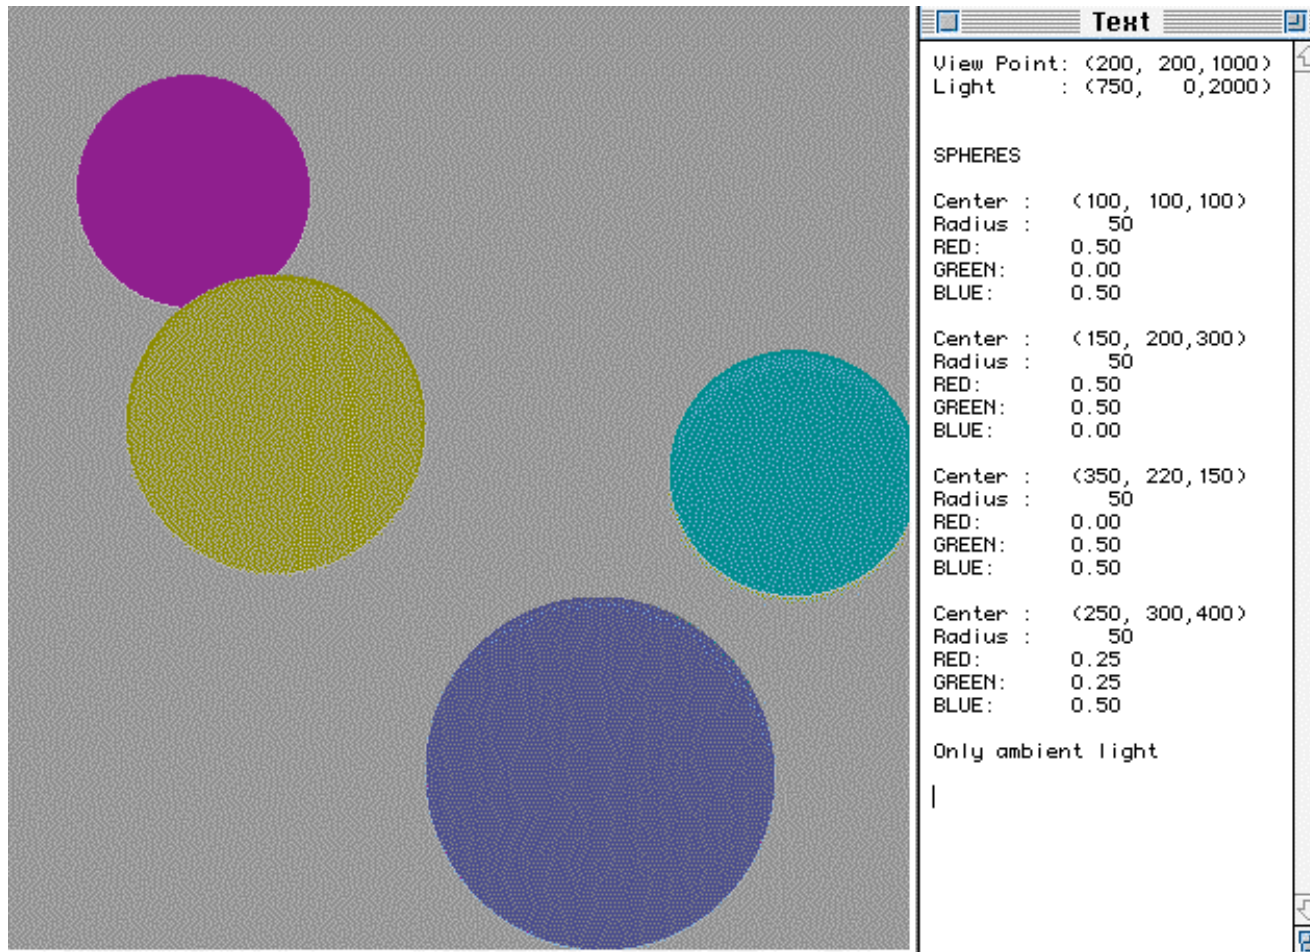 Text
View Point: (200, 200,1000)
Light : (750, 0,2000)
SPHERES
Center : (100, 100,100)
Radius : 50
RED: 0.50
GREEN: 0.00
BLUE: 0.50
Center : (150, 200,300)
Radius : 50
RED: 0.50
GREEN: 0.50
BLUE: 0.00
Center : (350, 220,150)
Radius : 50
RED: 0.00
GREEN: 0.50
BLUE: 0.50
Center : (250, 300,400)
Radius : 50
RED: 0.25
GREEN: 0.25
BLUE: 0.50
Only ambient light